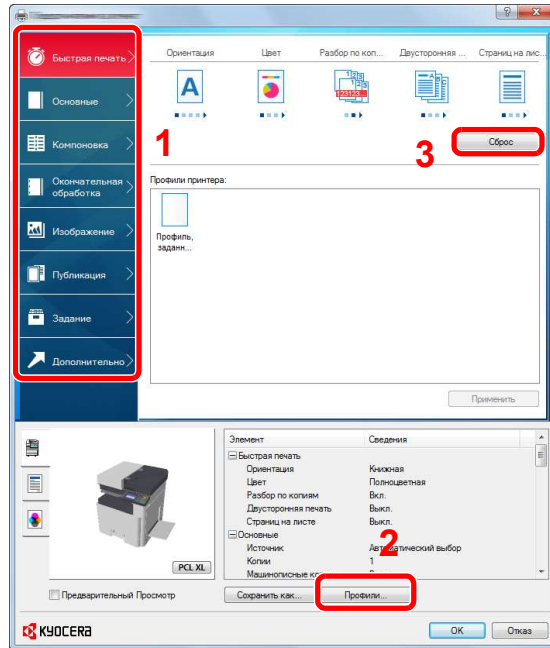 Быстрая печать
Основные
Компоновка
Окончательная
обработка
Изображение
Публикация
Задание
Дополнительно
1
Ориентация Цвет Разбор по коп... Двусторонняя ... Страниц на лис...
A
123
123123
A
3
Сброс
Профили принтера:
Профиль,
заданн...
Применить
PCL XL
Предварительный Просмотр
Элемент Сведения
Быстрая печать
Ориентация Книжная
Цвет Полноцветная
Разбор по копиям Вкл.
Двусторонняя печать Выкл.
Страниц на листе Выкл.
Основные
Источник Автоматический выбор
Копии 1
Машинописные
2
Сохранить как... Профили...
KYOCERA
OK Отказ